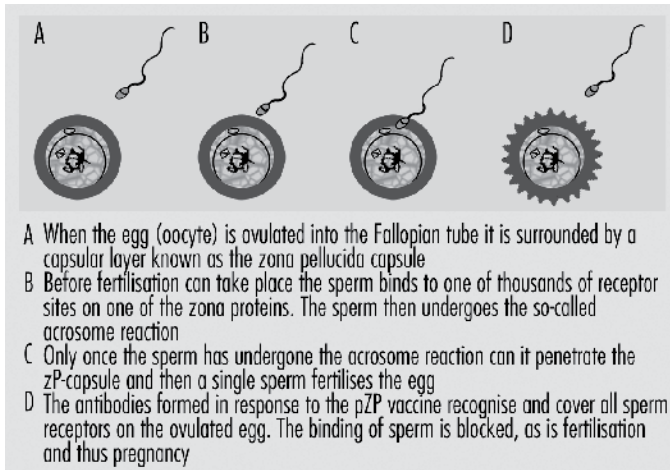 A B C D
A When the egg (oocyte) is ovulated into the Fallopian tube it is surrounded by a
capsular layer known as the zona pellucida capsule
B Before fertilisation can take place the sperm binds to one of thousands of receptor
sites on one of the zona proteins. The sperm then undergoes the so-called
acrosome reaction
C Only once the sperm has undergone the acrosome reaction can it penetrate the
zP-capsule and then a single sperm fertilises the egg
D The antibodies formed in response to the pZP vaccine recognise and cover all sperm
receptors on the ovulated egg. The binding of sperm is blocked, as is fertilisation
and thus pregnancy